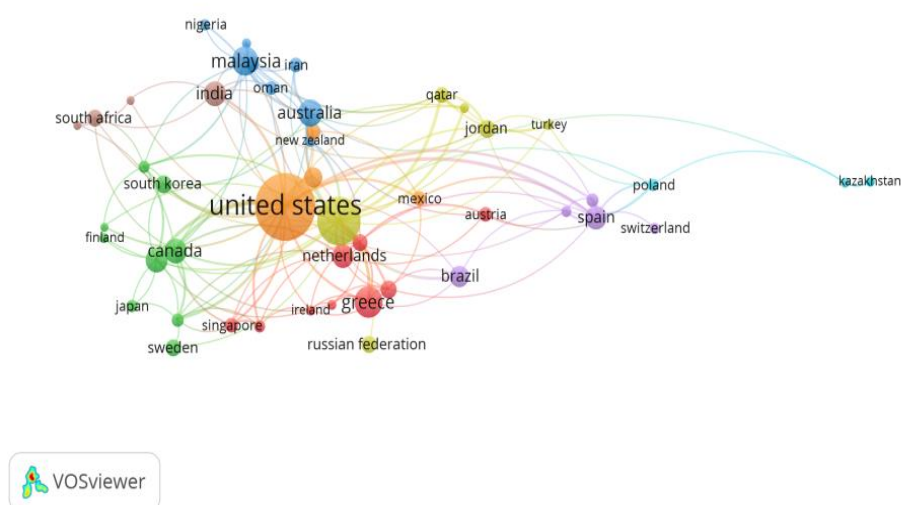 nigeria
malaysia
iran
india
oman
qatar
australia
south africa
jordan
turkey
new zealand
south korea
poland
kazakhstan
mexico
united states
austria
spain
switzerland
finland
canada
netherlands
brazil
japan
greece
ireland
singapore
russian federation
sweden
VOSviewer